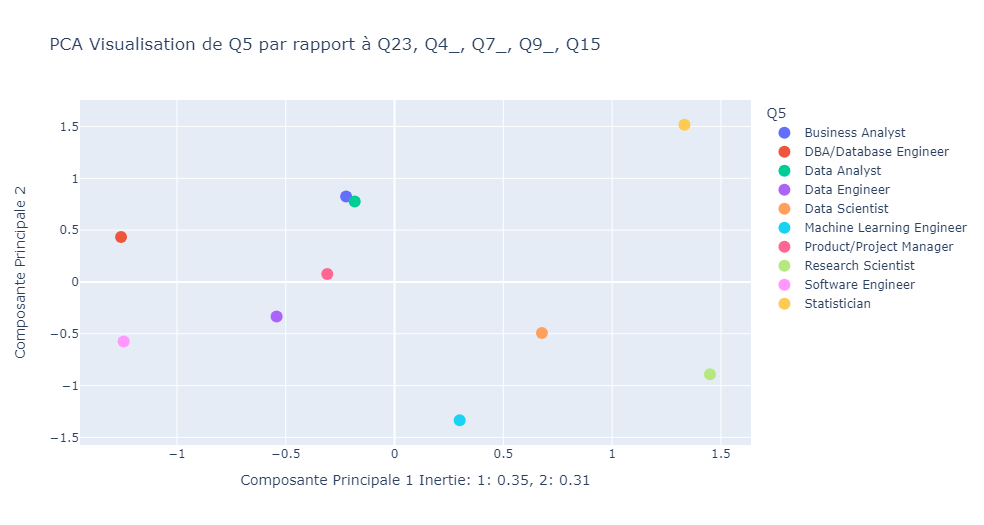 PCA Visualisation de Q5 par rapport à Q23, Q4_, Q7_, Q9_, Q15
Q5
Business Analyst
DBA/Database Engineer
Data Analyst
Data Engineer
Data Scientist
Machine Learning Engineer
Product/Project Manager
Research Scientist
Software Engineer
Statistician
Composante Principale 2
1.5
1
0.5
0
−0.5
−1
−1.5
−1
−0.5
0
0.5
1
1.5
Composante Principale 1 Inertie: 1: 0.35, 2: 0.31